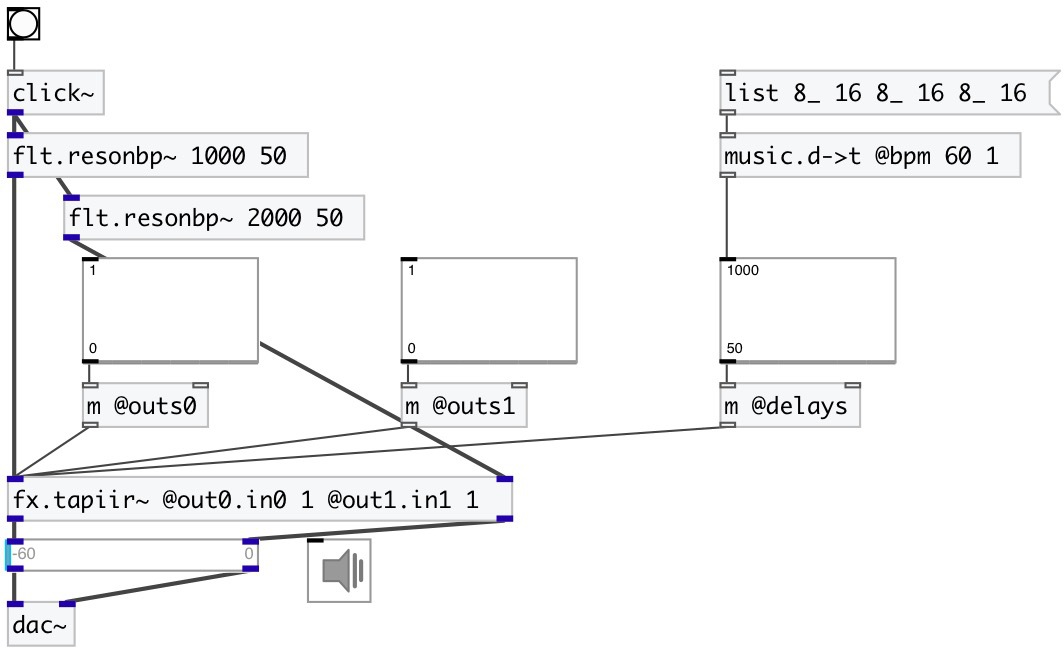 click~
list 8_ 16 8_ 16 8_ 16
flt.resonbp~ 1000 50
music.d->t @bpm 60 1
flt.resonbp~ 2000 50
1
1
1000
0
0
50
m @outs0
m @outs1
m @delays
fx.tapiir~ @out0.in0 1 @out1.in1 1
-60 0
dac~